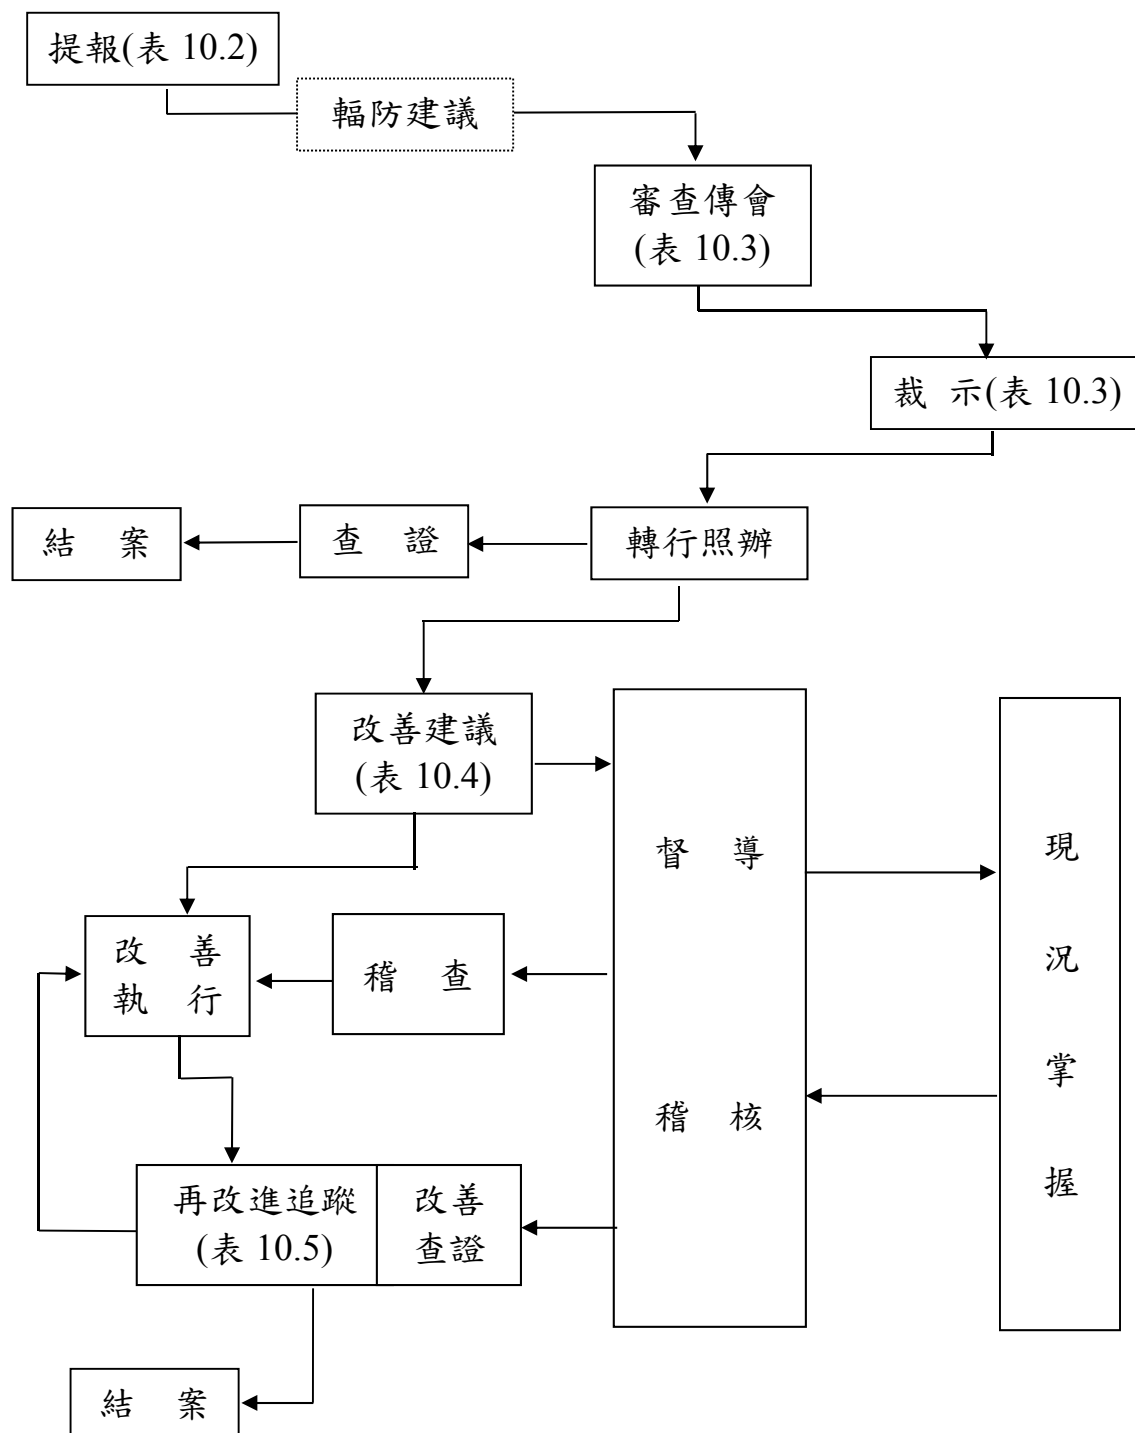 提報(表 10.2)
輻防建議
審查傳會
(表 10.3)
裁 示(表 10.3)
結 案
查 證
轉行照辦
改善建議
(表 10.4)
督 導
稽 核
現
況
掌
握
改 善
執 行
稽 查
再改進追蹤
(表 10.5)
改善
查證
結 案